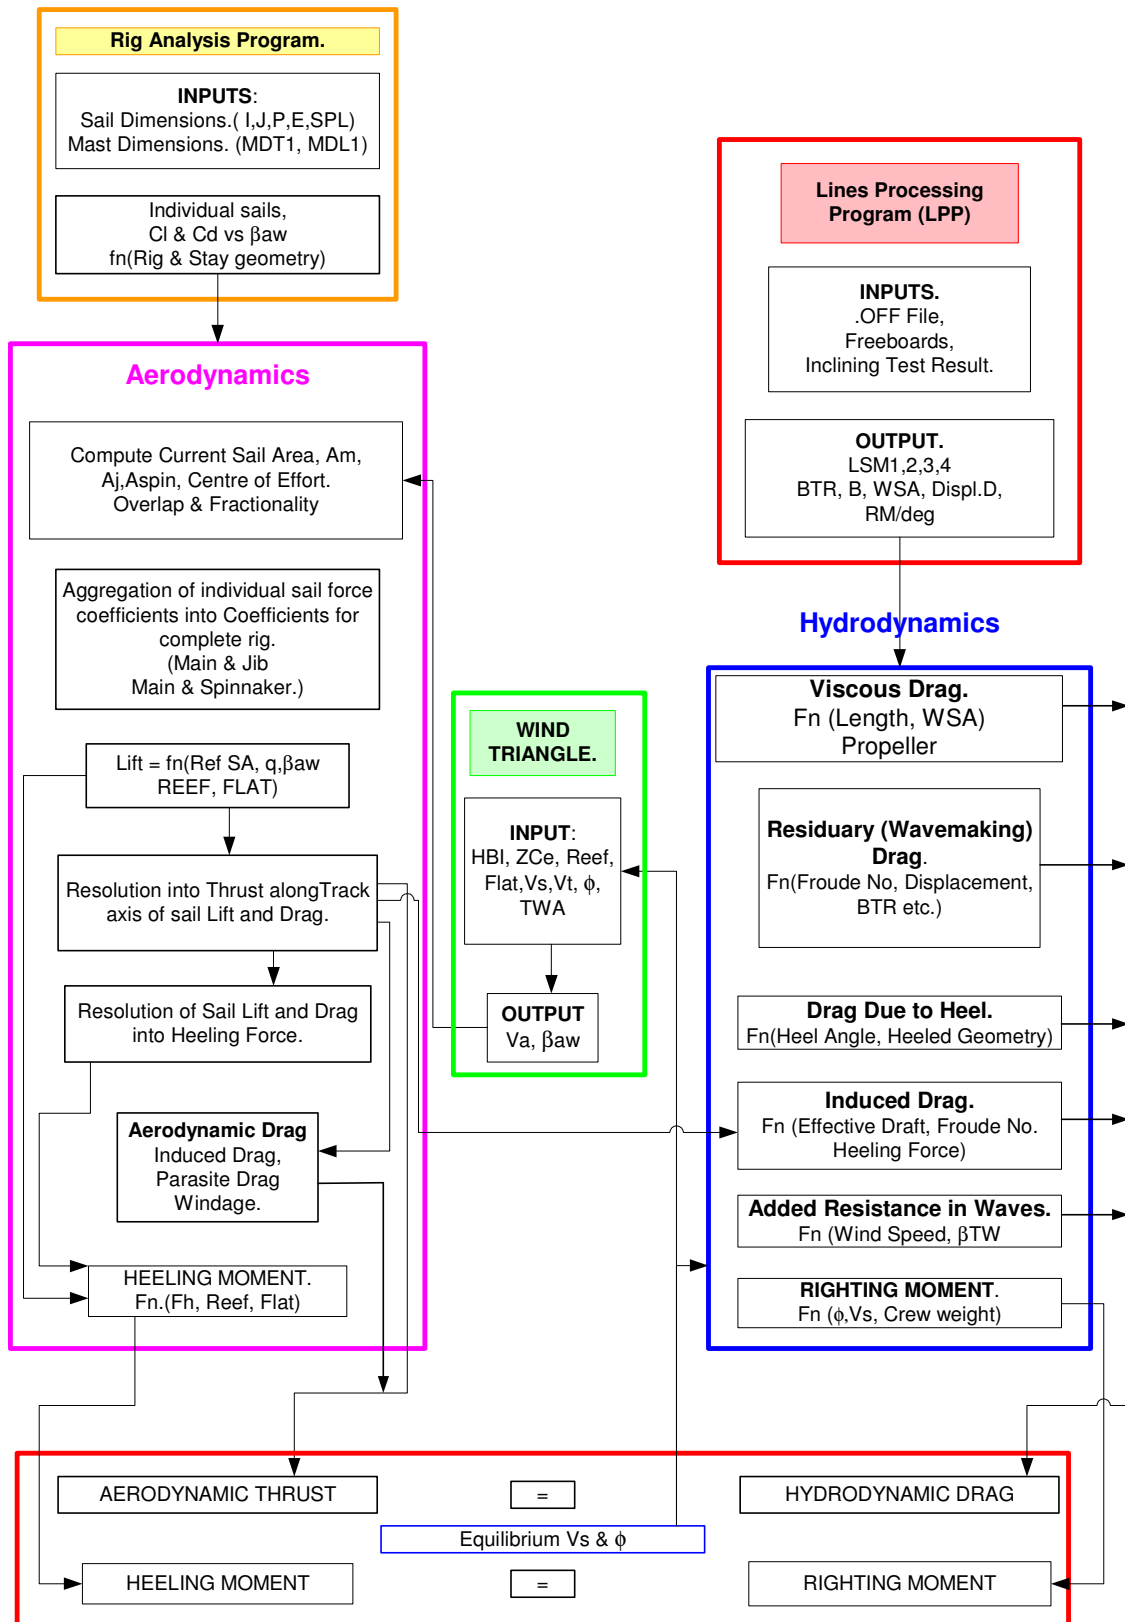 Rig Analysis Program.
INPUTS:
Sail Dimensions.( I,J,P,E,SPL)
Mast Dimensions. (MDT1, MDL1)
Individual sails,
Cl & Cd vs βaw
fn(Rig & Stay geometry)
Lines Processing
Program (LPP)
INPUTS.
.OFF File,
Freeboards,
Inclining Test Result.
OUTPUT.
LSM1,2,3,4
BTR, B, WSA, Displ.D,
RM/deg
Aerodynamics
Compute Current Sail Area, Am,
Aj,Aspin, Centre of Effort.
Overlap & Fractionality
Aggregation of individual sail force
coefficients into Coefficients for
complete rig.
(Main & Jib
Main & Spinnaker.)
Lift = fn(Ref SA, q,βaw
REEF, FLAT)
Resolution into Thrust alongTrack
axis of sail Lift and Drag.
Resolution of Sail Lift and Drag
into Heeling Force.
Aerodynamic Drag
Induced Drag,
Parasite Drag
Windage.
HEELING MOMENT.
Fn.(Fh, Reef, Flat)
WIND
TRIANGLE.
INPUT:
HBI, ZCe, Reef,
Flat,Vs,Vt, ϕ,
TWA
OUTPUT
Va, βaw
Hydrodynamics
Viscous Drag.
Fn (Length, WSA)
Propeller
Residuary (Wavemaking)
Drag.
Fn(Froude No, Displacement,
BTR etc.)
Drag Due to Heel.
Fn(Heel Angle, Heeled Geometry)
Induced Drag.
Fn (Effective Draft, Froude No.
Heeling Force)
Added Resistance in Waves.
Fn (Wind Speed, βTW
RIGHTING MOMENT.
Fn (ϕ,Vs, Crew weight)
AERODYNAMIC THRUST
=
HYDRODYNAMIC DRAG
Equilibrium Vs & ϕ
HEELING MOMENT
=
RIGHTING MOMENT